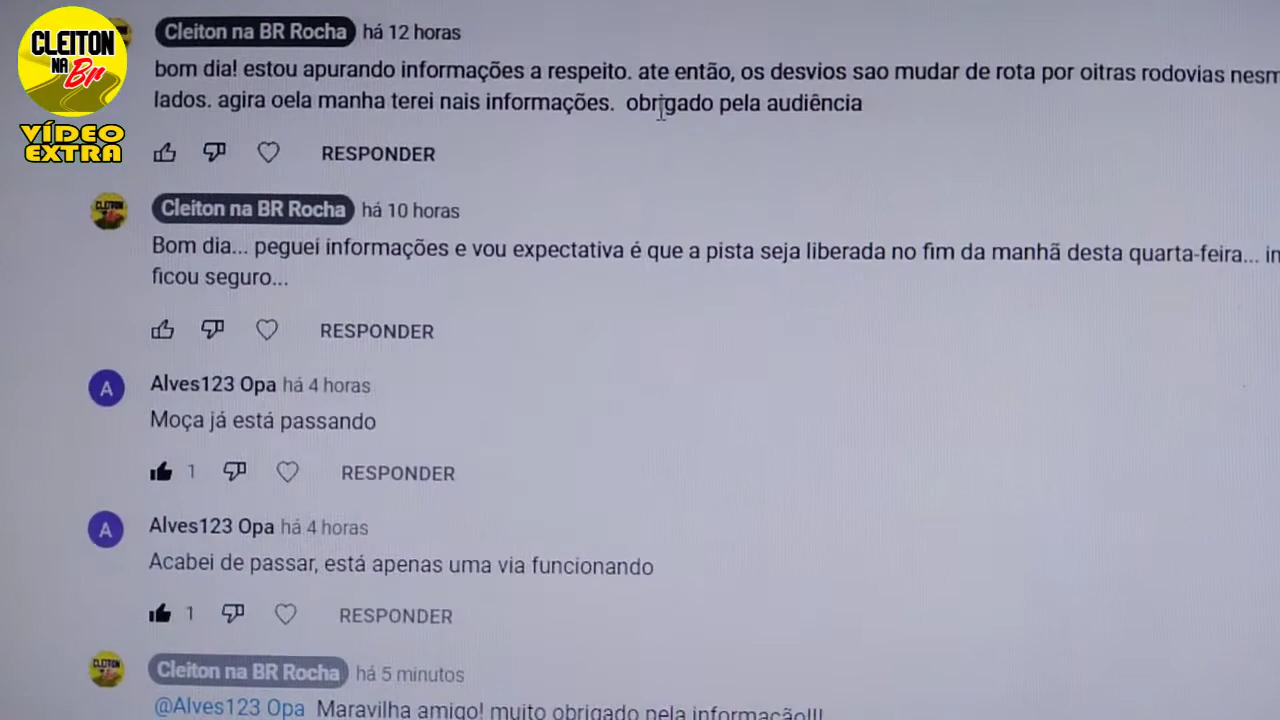 CLEITON
NA
Br
VÍDEO
EXTRA
Cleiton na BR Rocha há 12 horas
bom dia! estou apurando informações a respeito. ate então, os desvios sao mudar de rota por oitras rodovias nesm
lados. agira oela manha terei nais informações. obrigado pela audiência
RESPONDER
CLEITON
Cleiton na BR Rocha há 10 horas
Bom dia... peguei informações e vou expectativa é que a pista seja liberada no fim da manhã desta quarta-feira... in
ficou seguro...
RESPONDER
A
Alves123 Opa há 4 horas
Moça já está passando
1 RESPONDER
A
Alves123 Opa há 4 horas
Acabei de passar, está apenas uma via funcionando
1 RESPONDER
CLEITON
Cleiton na BR Rocha há 5 minutos
@Alves123 Opa Maravilha amigo! muito obrigado pela informação!!!